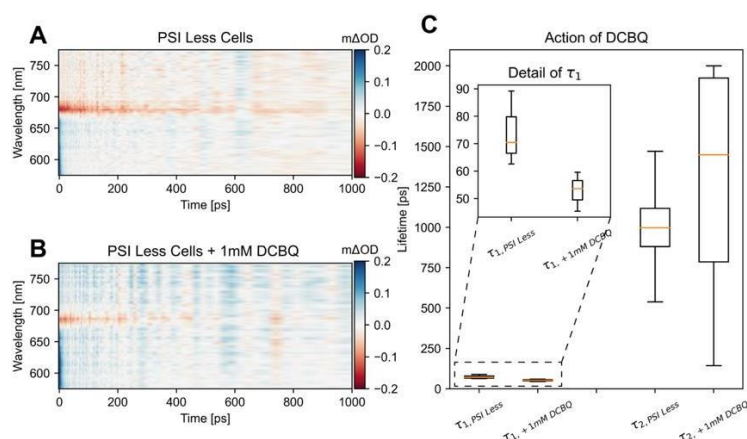 A
PSI Less Cells
mΔOD
Wavelength [nm]
750
700
650
600
0.2
0.1
0.0
−0.1
−0.2
0 200 400 600 800 1000
Time [ps]
B
PSI Less Cells + 1mM DCBQ
mΔOD
Wavelength [nm]
750
700
650
600
0.2
0.1
0.0
−0.1
−0.2
0 200 400 600 800 1000
Time [ps]
C
Action of DCBQ
Lifetime [ps]
2000
1750
1500
1250
1000
750
500
250
0
Detail of τ1
90
80
70
60
50
τ1, PSI Less
τ1, + 1mM DCBQ
τ1, PSI Less
τ1, + 1mM DCBQ
τ2, PSI Less
τ2, + 1mM DCBQ